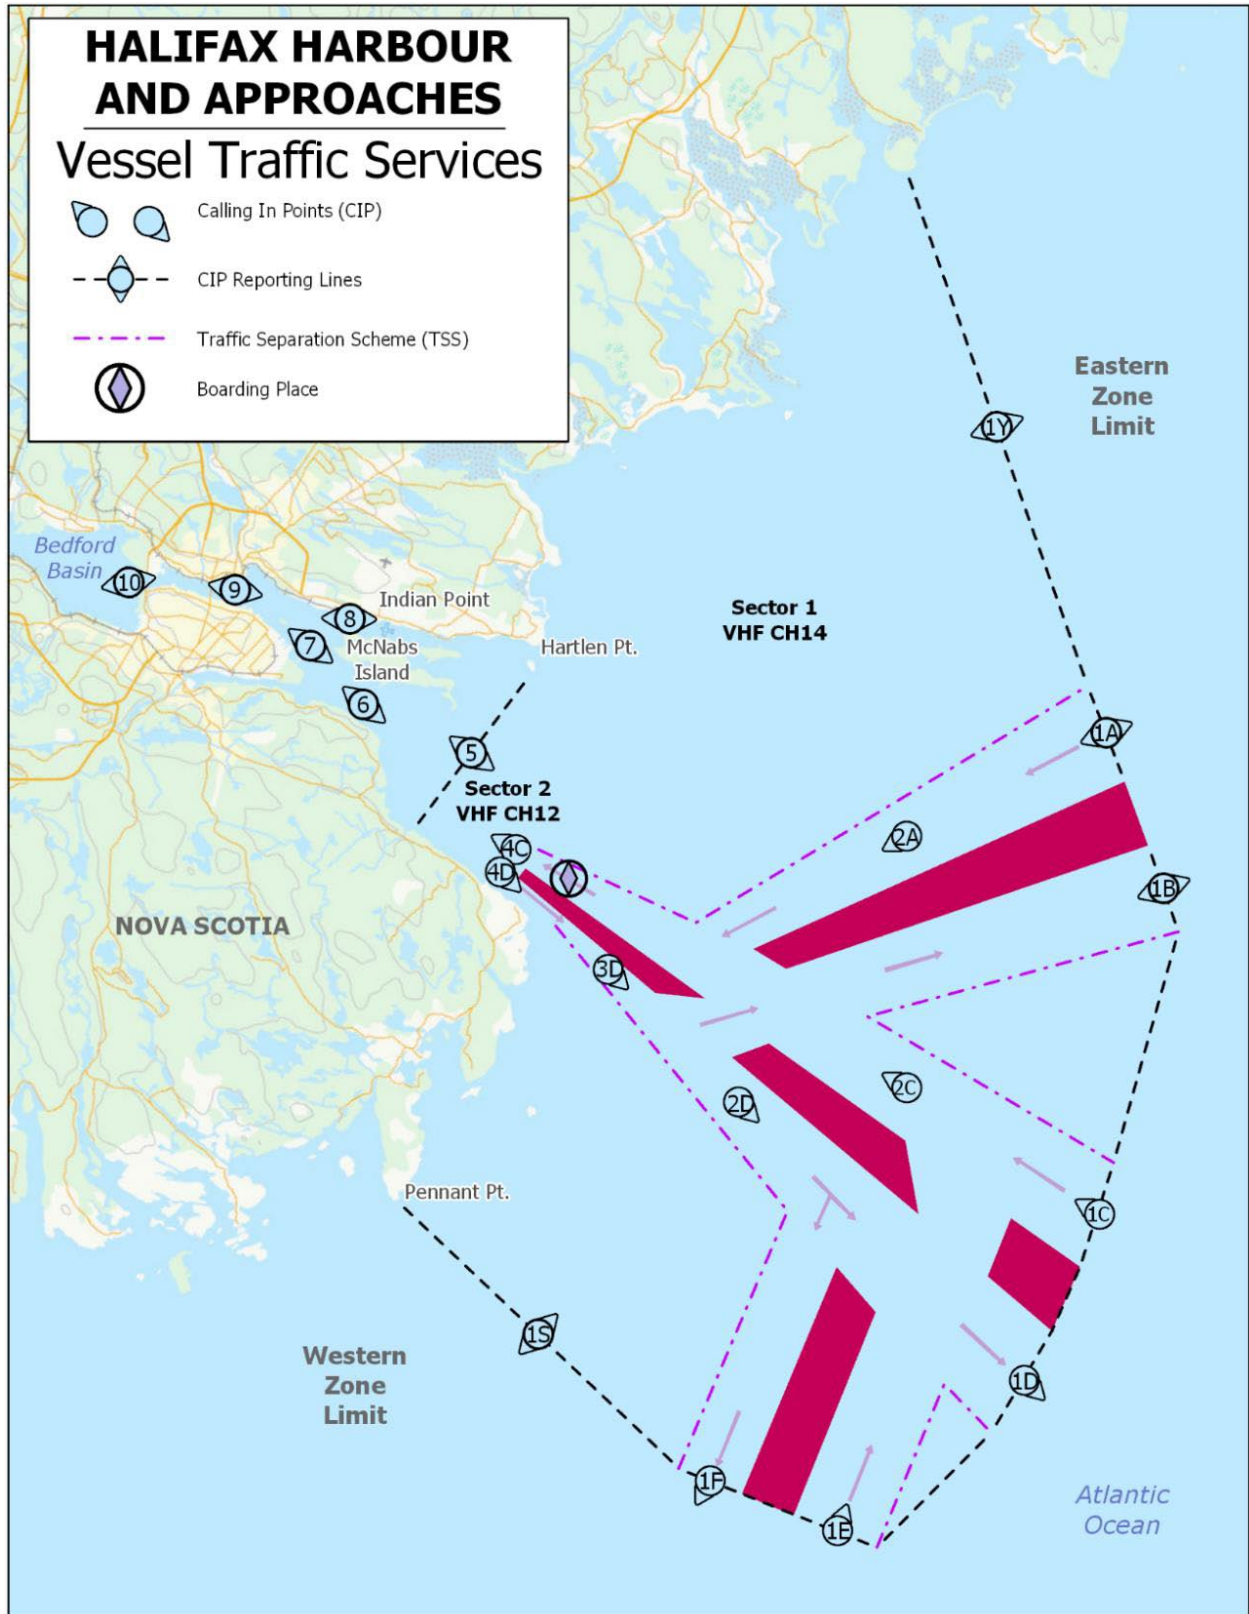 HALIFAX HARBOUR
AND APPROACHES
Vessel Traffic Services
Calling In Points (CIP)
CIP Reporting Lines
Traffic Separation Scheme (TSS)
Boarding Place
Eastern
Zone
Limit
1Y
Bedford
Basin
10
9
8
7
6
Indian Point
McNabs
Island
Hartlen Pt.
Sector 1
VHF CH14
5
Sector 2
VHF CH12
1A
2A
4C
4D
1B
NOVA SCOTIA
3D
2C
2D
Pennant Pt.
1C
1S
Western
Zone
Limit
1D
1F
1E
Atlantic
Ocean